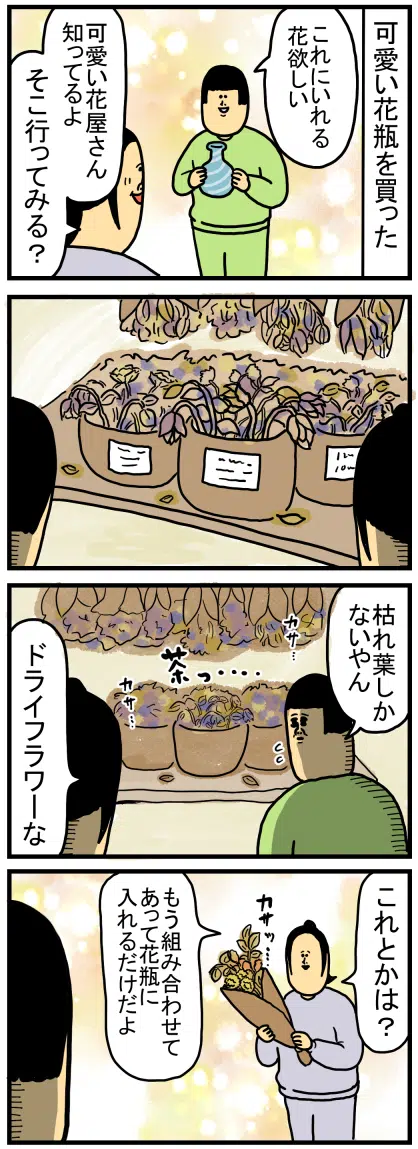 可愛い花瓶を買った
これにいれる
花欲しい
可愛い花屋さん
知ってるよ
そこ行ってみる？
枯れ葉しか
ないやん
カサ…
茶っ・・・・
カサ…
ドライフラワーな
これとかは？
カサッ…
もう組み合わせて
あって花瓶に
入れるだけだよ